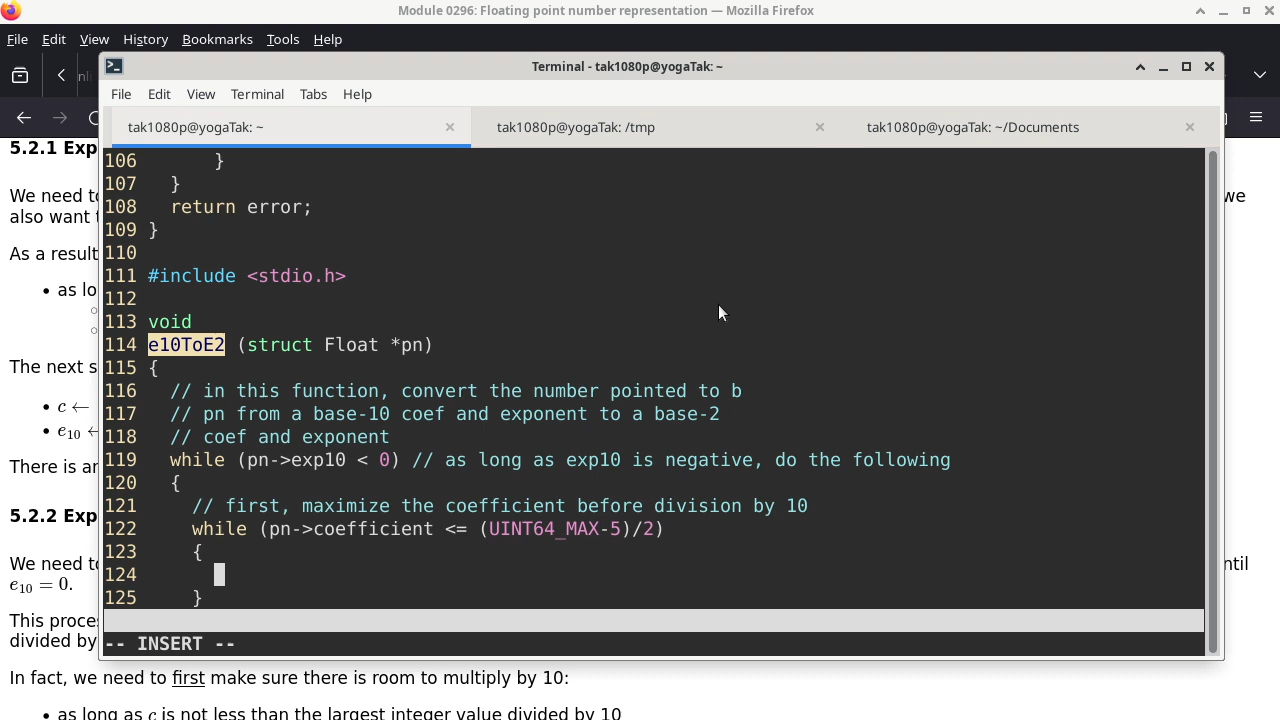 Module 0296: Floating point number representation — Mozilla Firefox
File Edit View History Bookmarks Tools Help
Terminal - tak1080p@yogaTak: ~
File Edit View Terminal Tabs Help
tak1080p@yogaTak: ~ tak1080p@yogaTak: /tmp tak1080p@yogaTak: ~/Documents
106 }
107 }
108 return error;
109 }
110
111 #include <stdio.h>
112
113 void
114 e10ToE2 (struct Float *pn)
115 {
116 // in this function, convert the number pointed to b
117 // pn from a base-10 coef and exponent to a base-2
118 // coef and exponent
119 while (pn->exp10 < 0) // as long as exp10 is negative, do the following
120 {
121 // first, maximize the coefficient before division by 10
122 while (pn->coefficient <= (UINT64_MAX-5)/2)
123 {
124
125 }
-- INSERT --
5.2.1 Exp
We need to we
also want
As a result
• as lo
The next s
• c ←
• e₁₀ ←
There is an
5.2.2 Exp
We need to ntil
e₁₀ = 0.
This proces
divided by
In fact, we need to first make sure there is room to multiply by 10:
• as long as c is not less than the largest integer value divided by 10